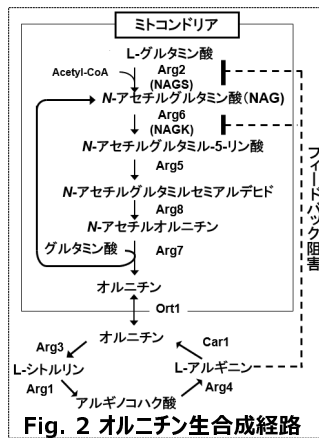 ミトコンドリア
L-グルタミン酸
Acetyl-CoA
Arg2
(NAGS)
N-アセチルグルタミン酸(NAG)
Arg6
(NAGK)
N-アセチルグルタミル-5-リン酸
Arg5
N-アセチルグルタミルセミアルデヒド
Arg8
N-アセチルオルニチン
グルタミン酸
Arg7
オルニチン
Ort1
オルニチン
Arg3
Car1
L-シトルリン
L-アルギニン
Arg1
Arg4
アルギノコハク酸
フィードバック阻害
Fig. 2 オルニチン生合成経路